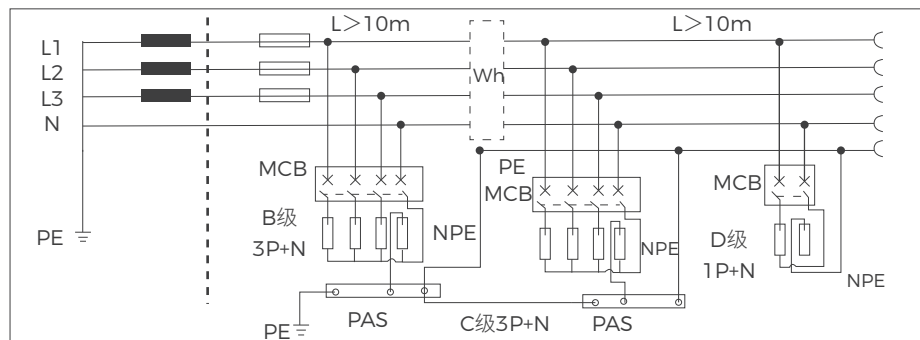 L>10m
L>10m
L1
L2
L3
N
Wh
MCB
PE
MCB
MCB
B级
3P+N
NPE
NPE
D级
1P+N
NPE
PE
PAS
C级3P+N
PAS
PE